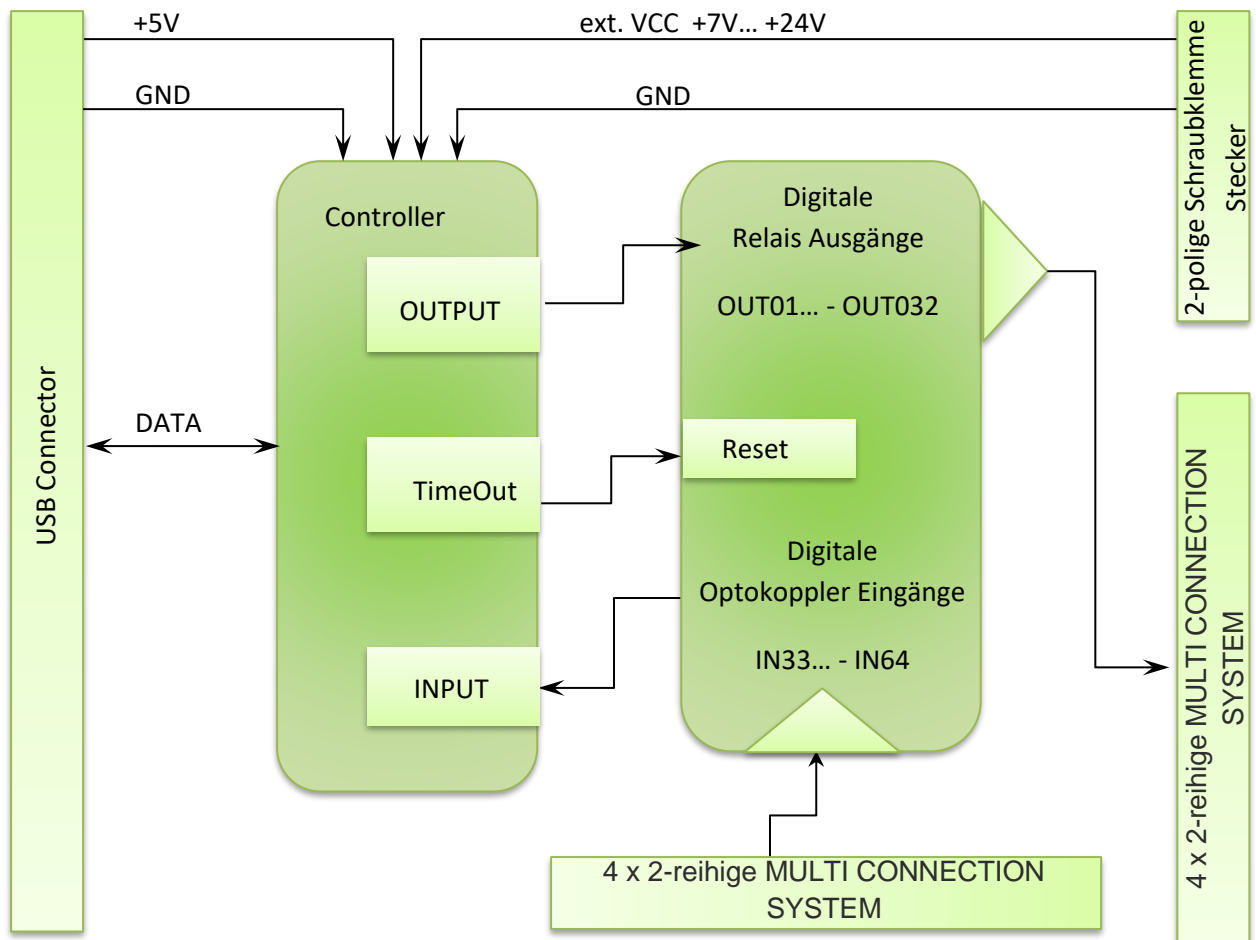 +5V
ext. VCC  +7V... +24V
GND
GND
2-polige Schraubklemme
Stecker
USB Connector
Controller
OUTPUT
Digitale
Relais Ausgänge
OUT01... - OUT032
DATA
TimeOut
Reset
Digitale
Optokoppler Eingänge
IN33... - IN64
INPUT
4 x 2-reihige MULTI CONNECTION
SYSTEM
4 x 2-reihige MULTI CONNECTION
SYSTEM